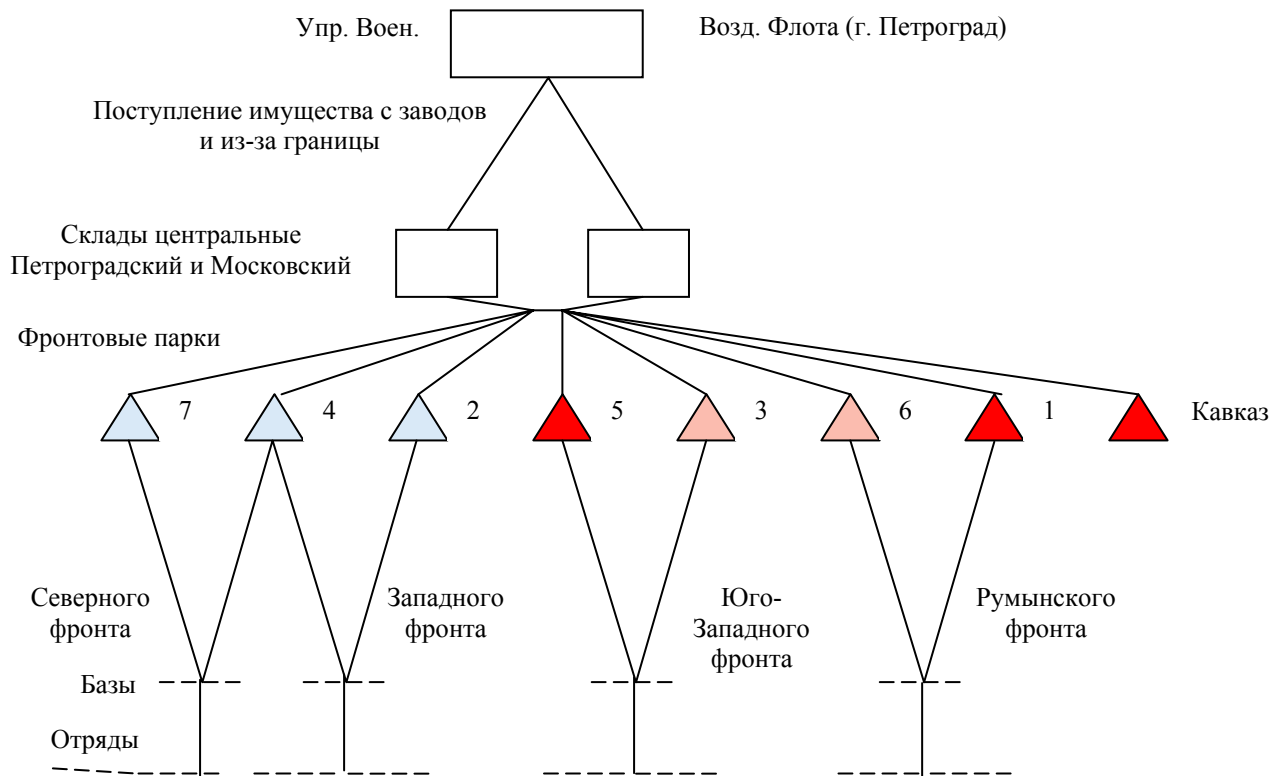 Упр. Воен.
Возд. Флота (г. Петроград)
Поступление имущества с заводов
и из-за границы
Склады центральные
Петроградский и Московский
Фронтовые парки
7 4 2 5 3 6 1 Кавказ
Северного
фронта
Западного
фронта
Юго-
Западного
фронта
Румынского
фронта
Базы
Отряды